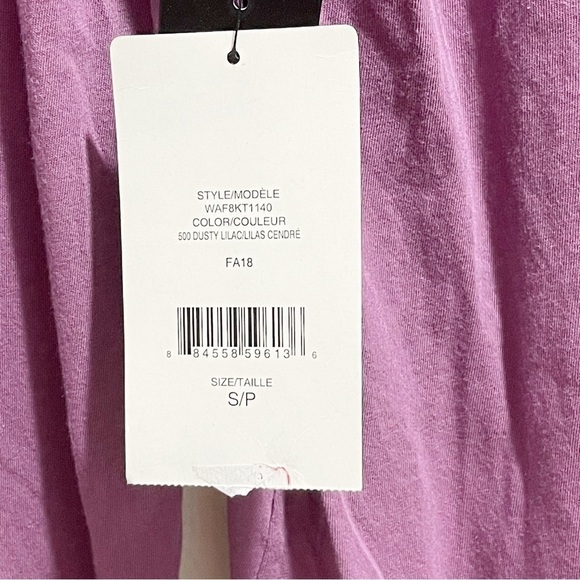 STYLE/MODÈLE
WAF8KT1140
COLOR/COULEUR
500 DUSTY LILAC/LILAS CENDRÉ
FA18
8 84558 59613 6
SIZE/TAILLE
S/P